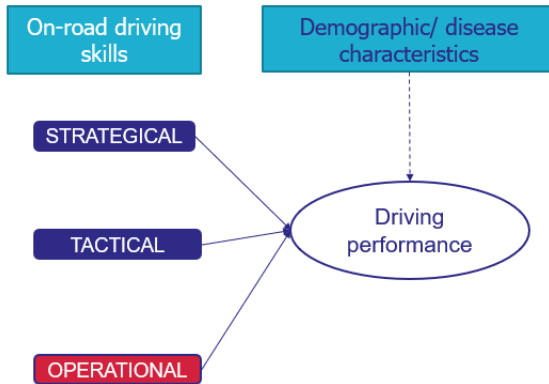 On-road driving
skills
Demographic/ disease
characteristics
STRATEGICAL
TACTICAL
Driving
performance
OPERATIONAL